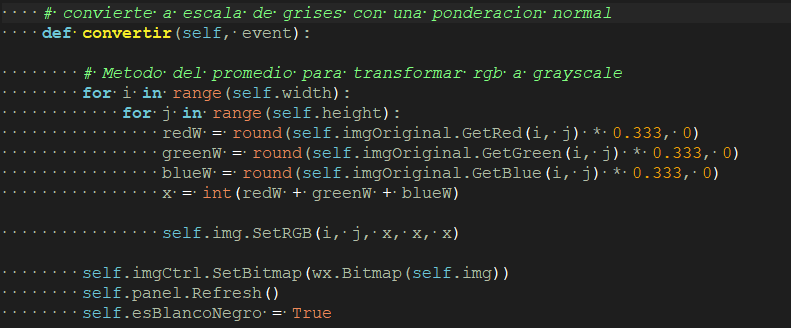 # convierte a escala de grises con una ponderacion normal
def convertir(self, event):
# Metodo del promedio para transformar rgb a grayscale
for i in range(self.width):
for j in range(self.height):
redW = round(self.imgOriginal.GetRed(i, j) * 0.333, 0)
greenW = round(self.imgOriginal.GetGreen(i, j) * 0.333, 0)
blueW = round(self.imgOriginal.GetBlue(i, j) * 0.333, 0)
x = int(redW + greenW + blueW)
self.img.SetRGB(i, j, x, x, x)
self.imgCtrl.SetBitmap(wx.Bitmap(self.img))
self.panel.Refresh()
self.esBlancoNegro = True